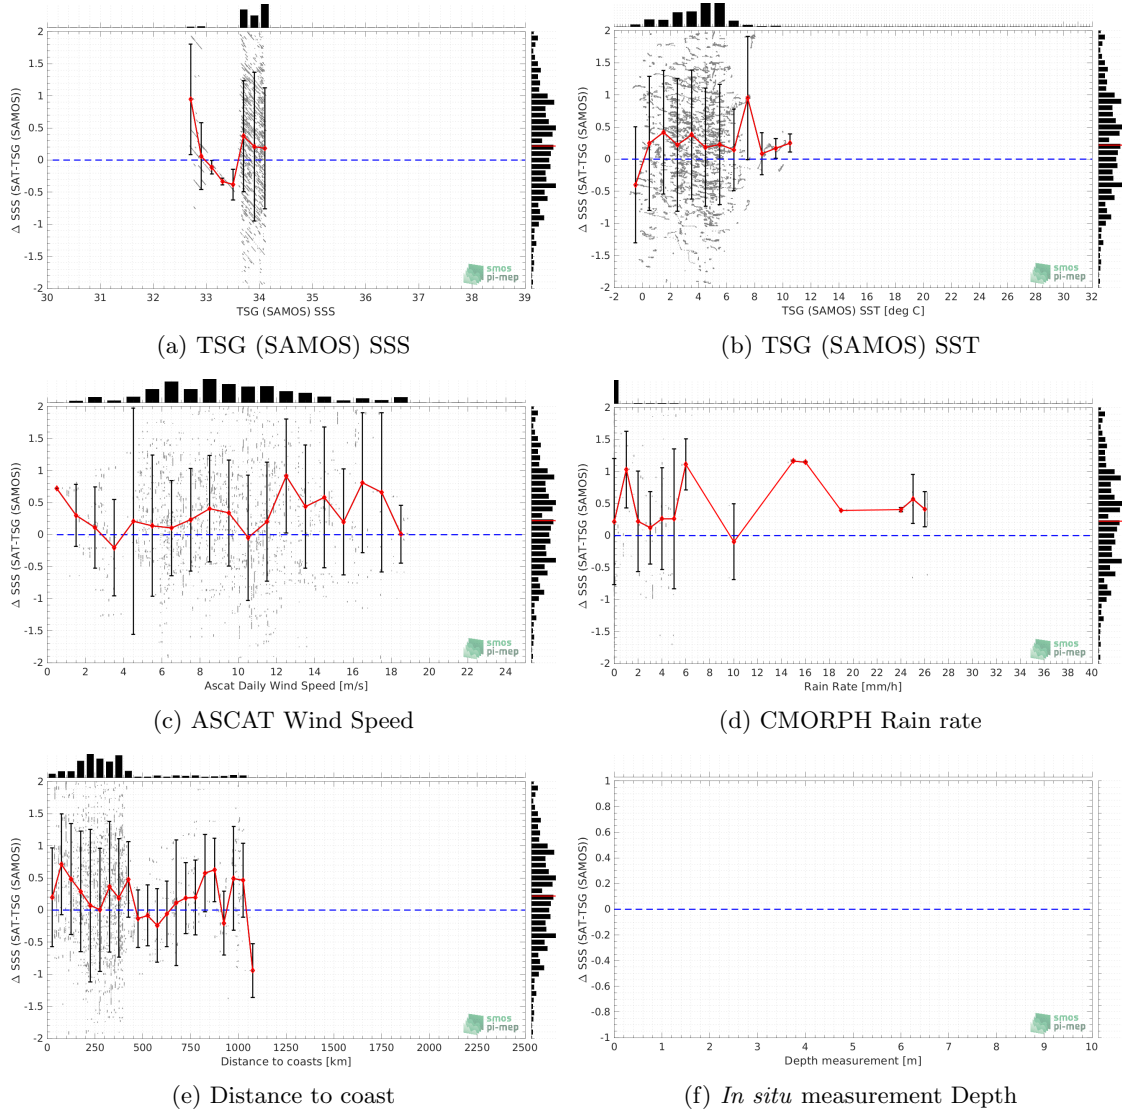 2
1.5
1
0.5
0
-0.5
-1
-1.5
-2
Δ SSS (SAT-TSG (SAMOS))
30 31 32 33 34 35 36 37 38 39
TSG (SAMOS) SSS
smos
pi-mep
(a) TSG (SAMOS) SSS
2
1.5
1
0.5
0
-0.5
-1
-1.5
-2
Δ SSS (SAT-TSG (SAMOS))
-2 0 2 4 6 8 10 12 14 16 18 20 22 24 26 28 30 32
TSG (SAMOS) SST [deg C]
smos
pi-mep
(b) TSG (SAMOS) SST
2
1.5
1
0.5
0
-0.5
-1
-1.5
-2
Δ SSS (SAT-TSG (SAMOS))
0 2 4 6 8 10 12 14 16 18 20 22 24
Ascat Daily Wind Speed [m/s]
smos
pi-mep
(c) ASCAT Wind Speed
2
1.5
1
0.5
0
-0.5
-1
-1.5
-2
Δ SSS (SAT-TSG (SAMOS))
0 2 4 6 8 10 12 14 16 18 20 22 24 26 28 30 32 34 36 38 40
Rain Rate [mm/h]
smos
pi-mep
(d) CMORPH Rain rate
2
1.5
1
0.5
0
-0.5
-1
-1.5
-2
Δ SSS (SAT-TSG (SAMOS))
0 250 500 750 1000 1250 1500 1750 2000 2250 2500
Distance to coasts [km]
smos
pi-mep
(e) Distance to coast
1
0.8
0.6
0.4
0.2
0
-0.2
-0.4
-0.6
-0.8
-1
Δ SSS (SAT-TSG (SAMOS))
0 1 2 3 4 5 6 7 8 9 10
Depth measurement [m]
smos
pi-mep
(f) In situ measurement Depth